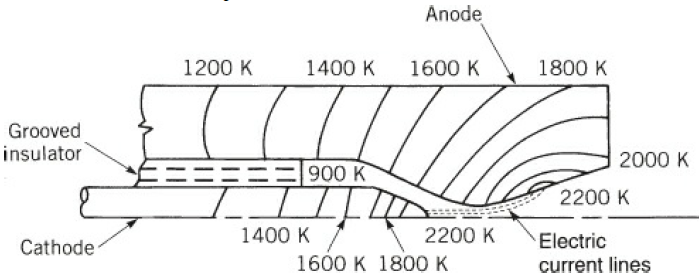 Anode
1200 K
1400 K
1600 K
1800 K
Grooved
insulator
900 K
2000 K
2200 K
Cathode
1400 K
1600 K
1800 K
2200 K
Electric
current lines